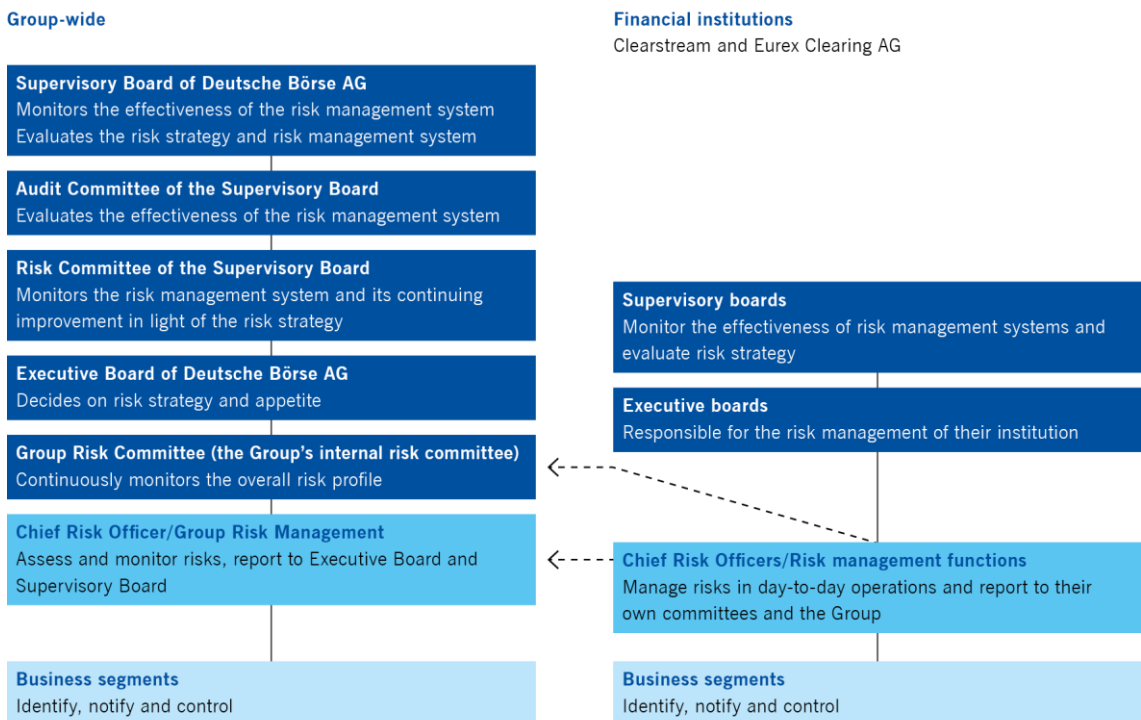 Group-wide
Supervisory Board of Deutsche Börse AG
Monitors the effectiveness of the risk management system
Evaluates the risk strategy and risk management system
Audit Committee of the Supervisory Board
Evaluates the effectiveness of the risk management system
Risk Committee of the Supervisory Board
Monitors the risk management system and its continuing
improvement in light of the risk strategy
Executive Board of Deutsche Börse AG
Decides on risk strategy and appetite
Group Risk Committee (the Group's internal risk committee)
Continuously monitors the overall risk profile
Chief Risk Officer/Group Risk Management
Assess and monitor risks, report to Executive Board and
Supervisory Board
Business segments
Identify, notify and control
Financial institutions
Clearstream and Eurex Clearing AG
Supervisory boards
Monitor the effectiveness of risk management systems and
evaluate risk strategy
Executive boards
Responsible for the risk management of their institution
Chief Risk Officers/Risk management functions
Manage risks in day-to-day operations and report to their
own committees and the Group
Business segments
Identify, notify and control